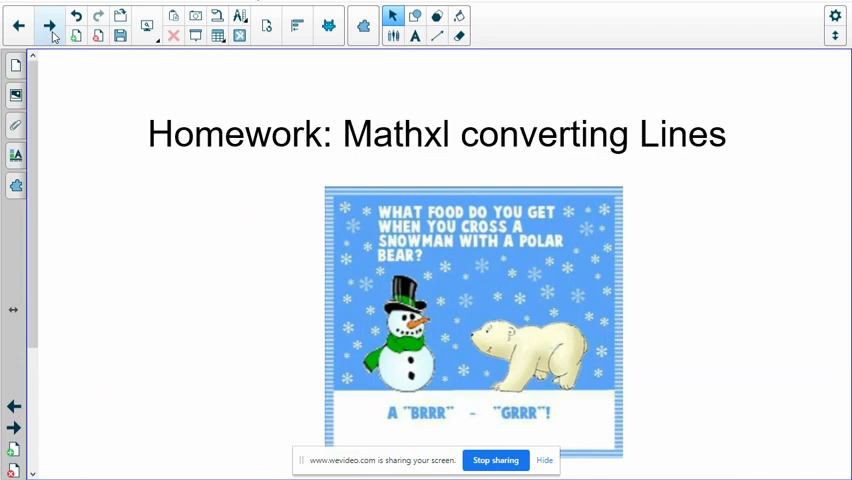 Homework: Mathxl converting Lines
WHAT FOOD DO YOU GET
WHEN YOU CROSS A
SNOWMAN WITH A POLAR
BEAR?
A "BRRR" - "GRRR"!
www.wevideo.com is sharing your screen. Stop sharing Hide